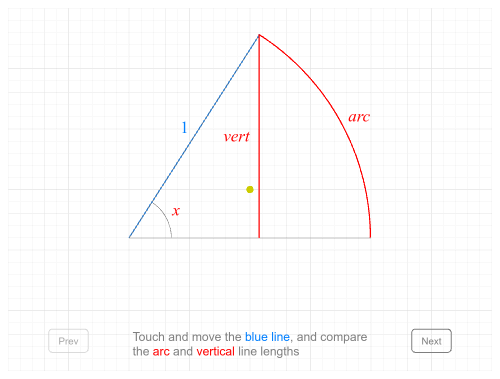 1
vert
arc
x
Touch and move the blue line, and compare
the arc and vertical line lengths
Prev
Next